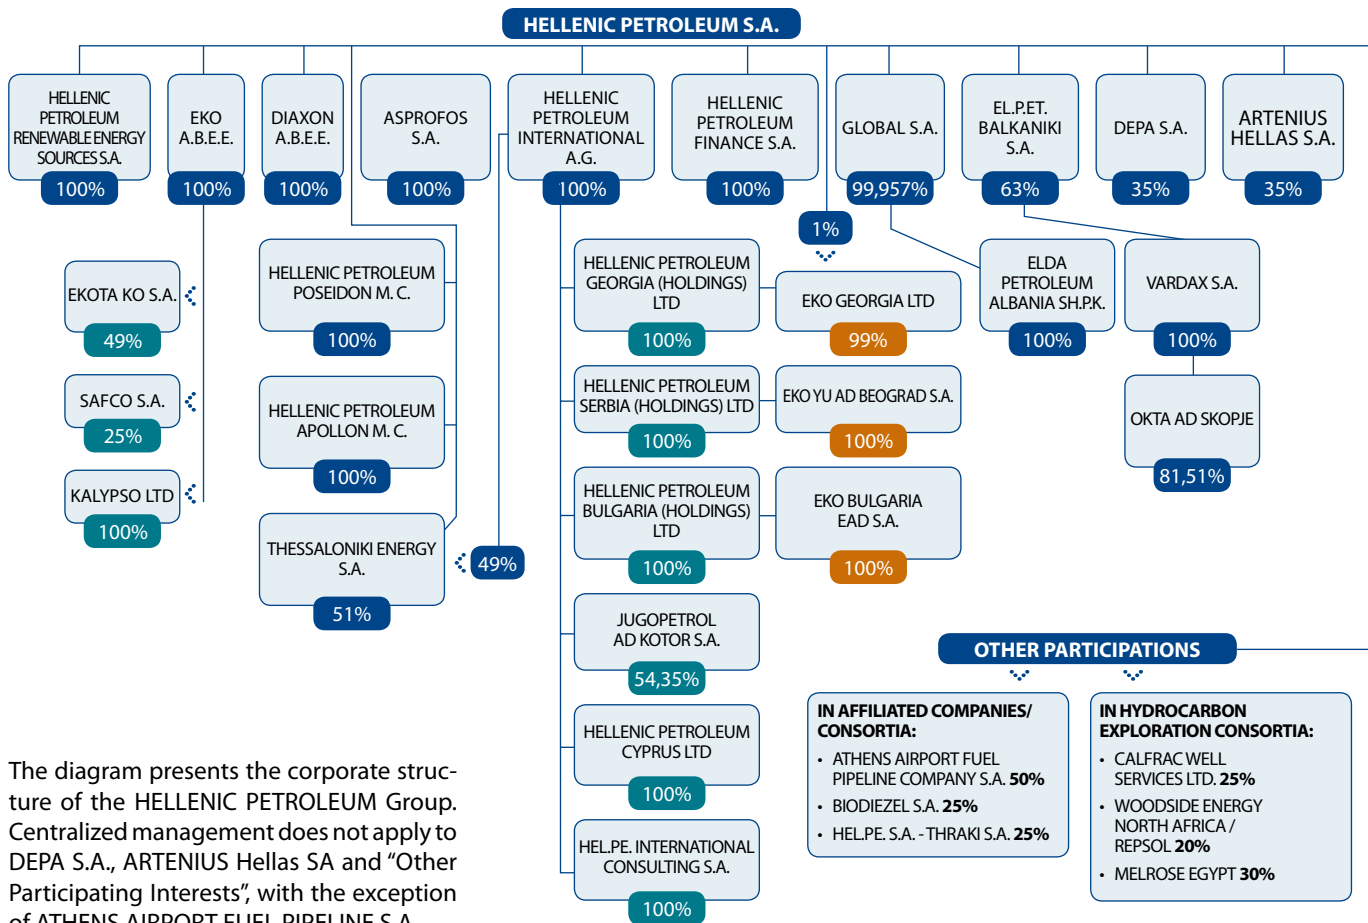 HELLENIC PETROLEUM S.A.
HELLENIC
PETROLEUM
RENEWABLE ENERGY
SOURCES S.A.
100%
EKO
A.B.E.E.
100%
DIAXON
A.B.E.E.
100%
ASPROFOS
S.A.
100%
HELLENIC
PETROLEUM
INTERNATIONAL
A.G.
100%
HELLENIC
PETROLEUM
FINANCE S.A.
100%
GLOBAL S.A.
99,957%
EL.P.ET.
BALKANIKI
S.A.
63%
DEPA S.A.
35%
ARTENIUS
HELLAS S.A.
35%
1%
EKOTA KO S.A.
49%
SAFCO S.A.
25%
KALYPSO LTD
100%
HELLENIC PETROLEUM
POSEIDON M. C.
100%
HELLENIC PETROLEUM
APOLLON M. C.
100%
THESSALONIKI ENERGY
S.A.
51%
49%
HELLENIC PETROLEUM
GEORGIA (HOLDINGS)
LTD
100%
EKO GEORGIA LTD
99%
HELLENIC PETROLEUM
SERBIA (HOLDINGS) LTD
100%
EKO YU AD BEOGRAD S.A.
100%
HELLENIC PETROLEUM
BULGARIA (HOLDINGS)
LTD
100%
EKO BULGARIA
EAD S.A.
100%
JUGOPETROL
AD KOTOR S.A.
54,35%
HELLENIC PETROLEUM
CYPRUS LTD
100%
HEL.PE. INTERNATIONAL
CONSULTING S.A.
100%
ELDA
PETROLEUM
ALBANIA SH.P.K.
100%
VARDAX S.A.
100%
OKTA AD SKOPJE
81,51%
OTHER PARTICIPATIONS
IN AFFILIATED COMPANIES/
CONSORTIA:
• ATHENS AIRPORT FUEL
PIPELINE COMPANY S.A. 50%
• BIODIEZEL S.A. 25%
• HEL.PE. S.A. - THRAKI S.A. 25%
IN HYDROCARBON
EXPLORATION CONSORTIA:
• CALFRAC WELL
SERVICES LTD. 25%
• WOODSIDE ENERGY
NORTH AFRICA /
REPSOL 20%
• MELROSE EGYPT 30%
The diagram presents the corporate struc-
ture of the HELLENIC PETROLEUM Group.
Centralized management does not apply to
DEPA S.A., ARTENIUS Hellas SA and “Other
Participating Interests”, with the exception
of ATHENS AIRPORT FUEL PIPELINE S.A.